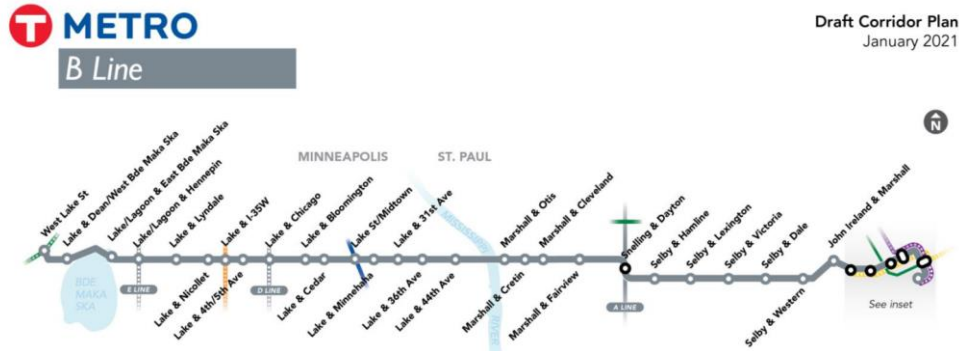 T METRO
B Line
Draft Corridor Plan
January 2021
N
MINNEAPOLIS
ST. PAUL
West Lake St
Lake & Dean/West Bde Maka Ska
Lake/Lagoon & East Bde Maka Ska
Lake/Lagoon & Hennepin
Lake & Lyndale
Lake & I-35W
Lake & Chicago
Lake & Bloomington
Lake St/Midtown
Lake & 31st Ave
Marshall & Otis
Marshall & Cleveland
Snelling & Dayton
Selby & Hamline
Selby & Lexington
Selby & Victoria
Selby & Dale
John Ireland & Marshall
BDE
MAKA
SKA
E LINE
D LINE
A LINE
MISSISSIPPI
RIVER
Lake & Nicollet
Lake & 4th/5th Ave
Lake & Cedar
Lake & Minnehaha
Lake & 36th Ave
Lake & 44th Ave
Marshall & Cretin
Marshall & Fairview
Selby & Western
See inset